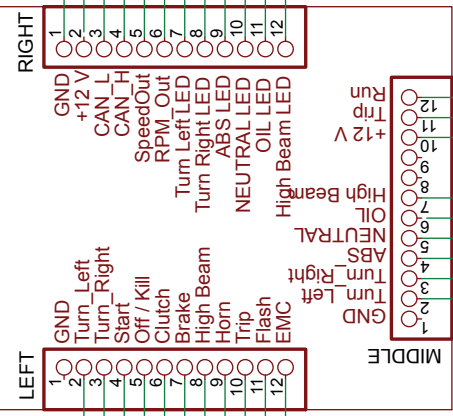 RIGHT
1
2
3
4
5
6
7
8
9
10
11
12
GND
+12 V
CAN_L
CAN_H
SpeedOut
RPM_Out
Turn Left LED
Turn Right LED
ABS LED
NEUTRAL LED
OIL LED
High Beam LED
MIDDLE
1
2
3
4
5
6
7
8
9
10
11
12
GND
Turn_Left
Turn_Right
ABS
NEUTRAL
OIL
High Beam
+12 V
Trip
Run
LEFT
1
2
3
4
5
6
7
8
9
10
11
12
GND
Turn_Left
Turn_Right
Start
Off / Kill
Clutch
Brake
High Beam
Horn
Trip
Flash
EMC